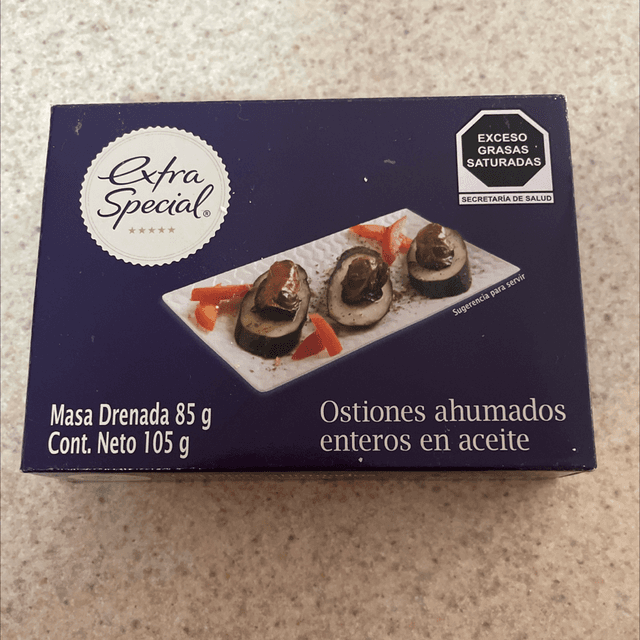 extra
Special®
EXCESO
GRASAS
SATURADAS
SECRETARÍA DE SALUD
Sugerencia para servir
Masa Drenada 85 g
Cont. Neto 105 g
Ostiones ahumados
enteros en aceite